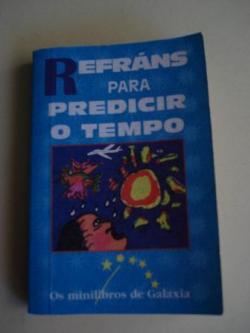 REFRÁNS
PARA
PREDICIR
O TEMPO
Os minilibros de Galaxia